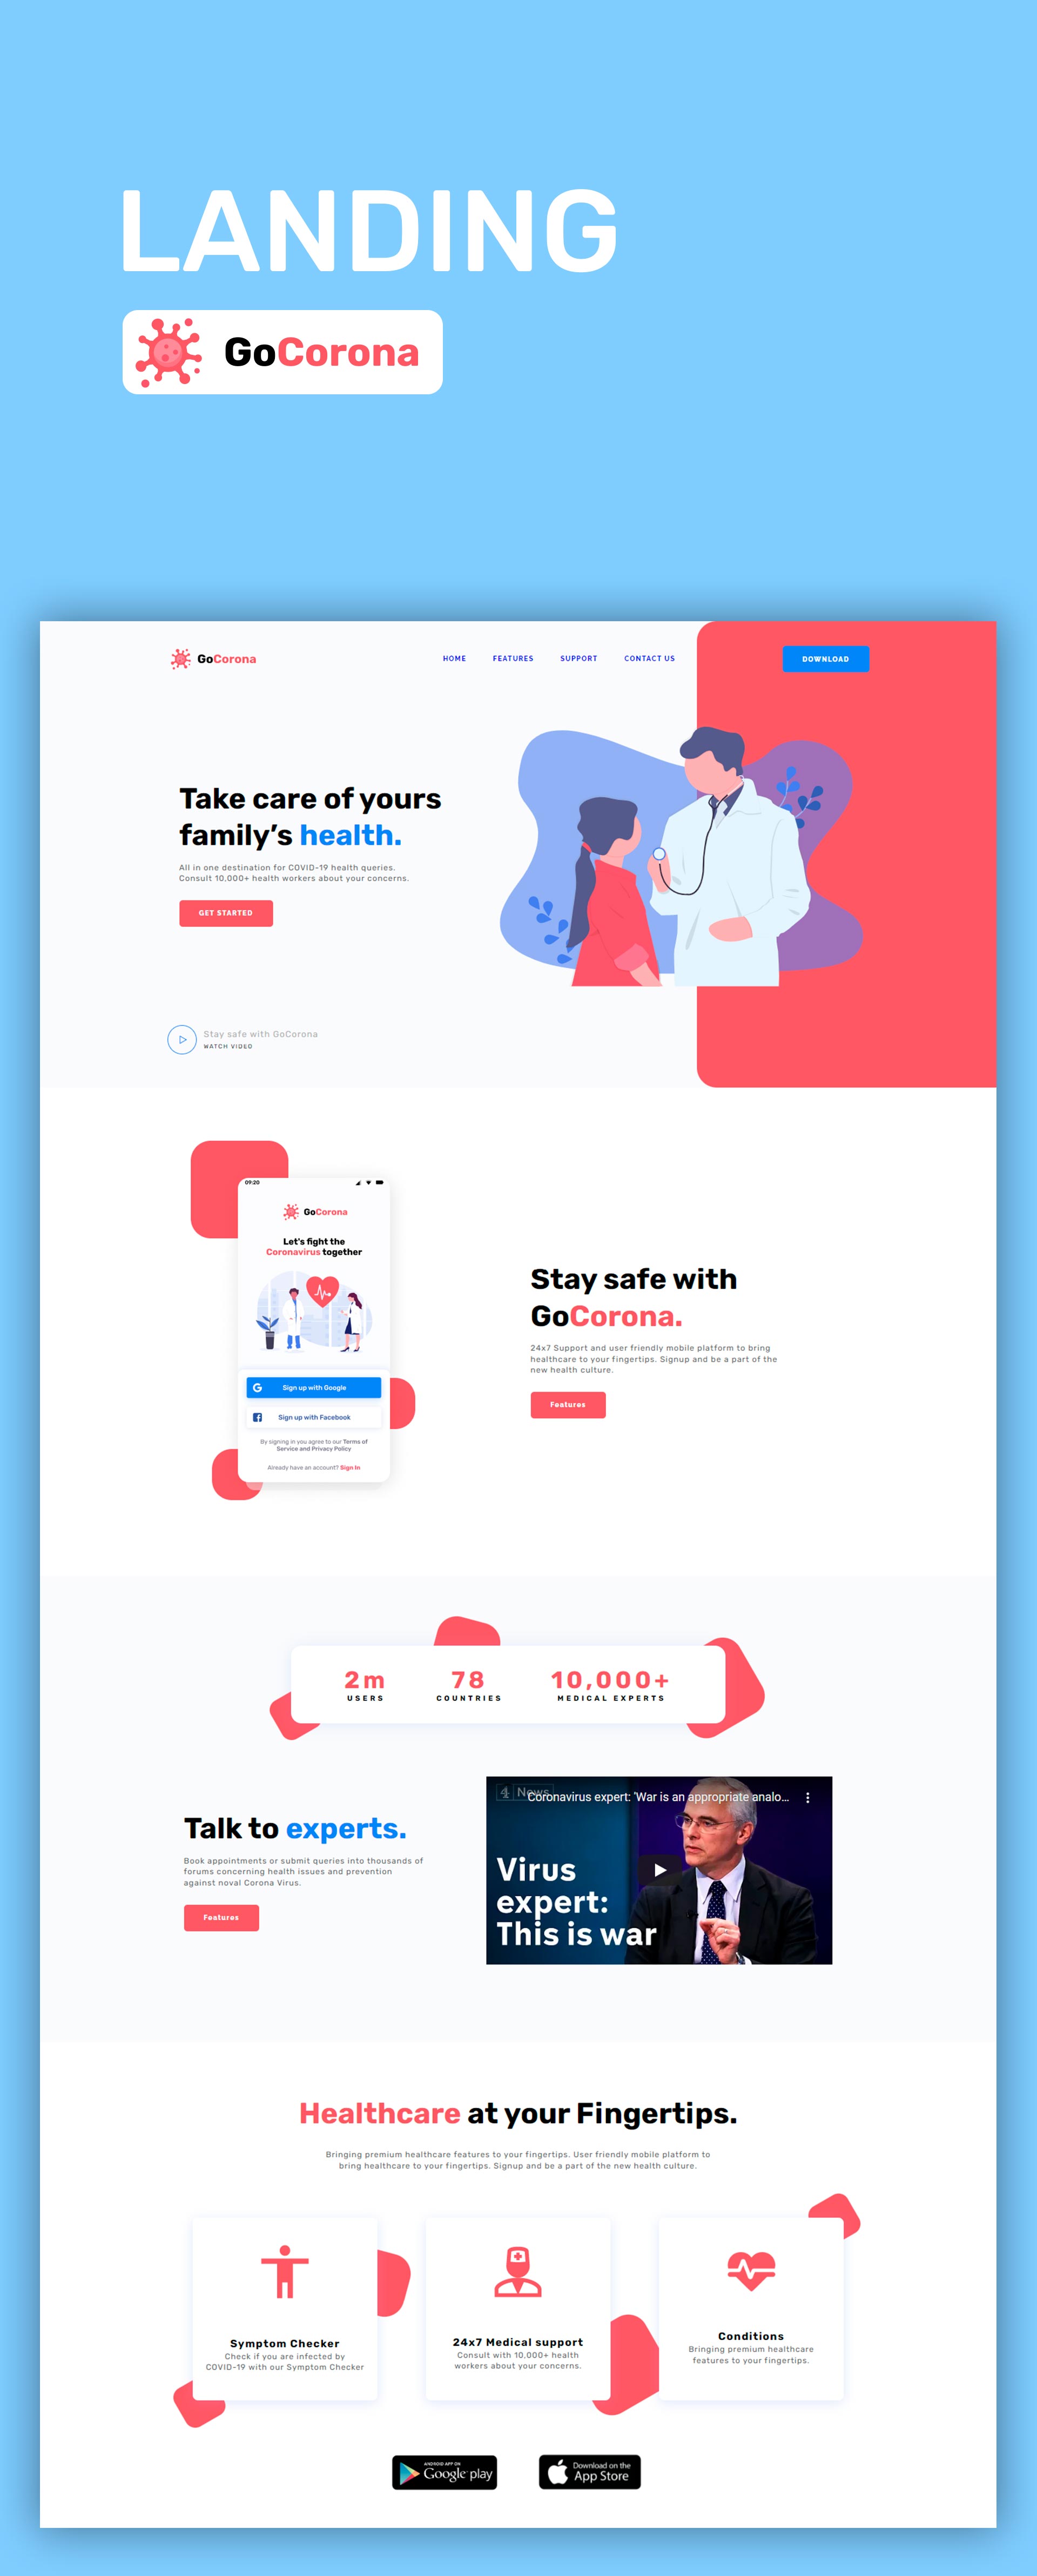 LANDING
GoCorona
GoCorona
HOME FEATURES SUPPORT CONTACT US DOWNLOAD
Take care of yours
family’s health.
All in one destination for COVID-19 health queries.
Consult 10,000+ health workers about your concerns.
GET STARTED
Stay safe with GoCorona
WATCH VIDEO
09:20
GoCorona
Let's fight the
Coronavirus together
Sign up with Google
Sign up with Facebook
By signing in you agree to our Terms of
Service and Privacy Policy
Already have an account? Sign In
Stay safe with
GoCorona.
24x7 Support and user friendly mobile platform to bring
healthcare to your fingertips. Signup and be a part of the
new health culture.
Features
2m 78 10,000+
USERS COUNTRIES MEDICAL EXPERTS
Talk to experts.
Book appointments or submit queries into thousands of
forums concerning health issues and prevention
against noval Corona Virus.
Features
4 News
Coronavirus expert: 'War is an appropriate analo...
Virus
expert:
This is war
Healthcare at your Fingertips.
Bringing premium healthcare features to your fingertips. User friendly mobile platform to
bring healthcare to your fingertips. Signup and be a part of the new health culture.
Symptom Checker
Check if you are infected by
COVID-19 with our Symptom Checker
24x7 Medical support
Consult with 10,000+ health
workers about your concerns.
Conditions
Bringing premium healthcare
features to your fingertips.
ANDROID APP ON
Google play
Download on the
App Store